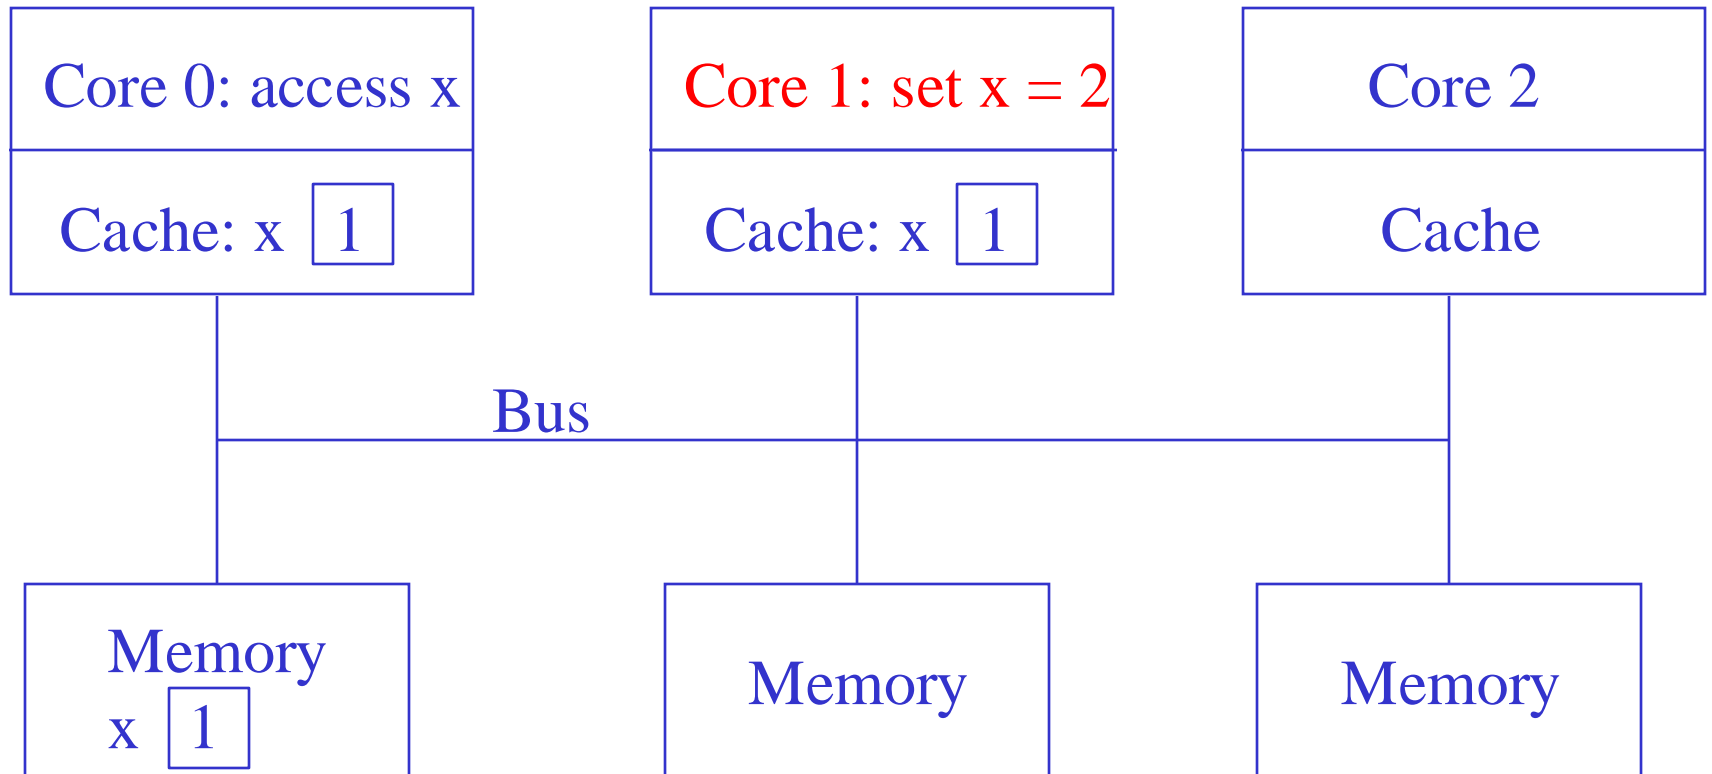 Core 0: access x
Cache: x 1
Core 1: set x = 2
Cache: x 1
Core 2
Cache
Bus
Memory
x 1
Memory
Memory